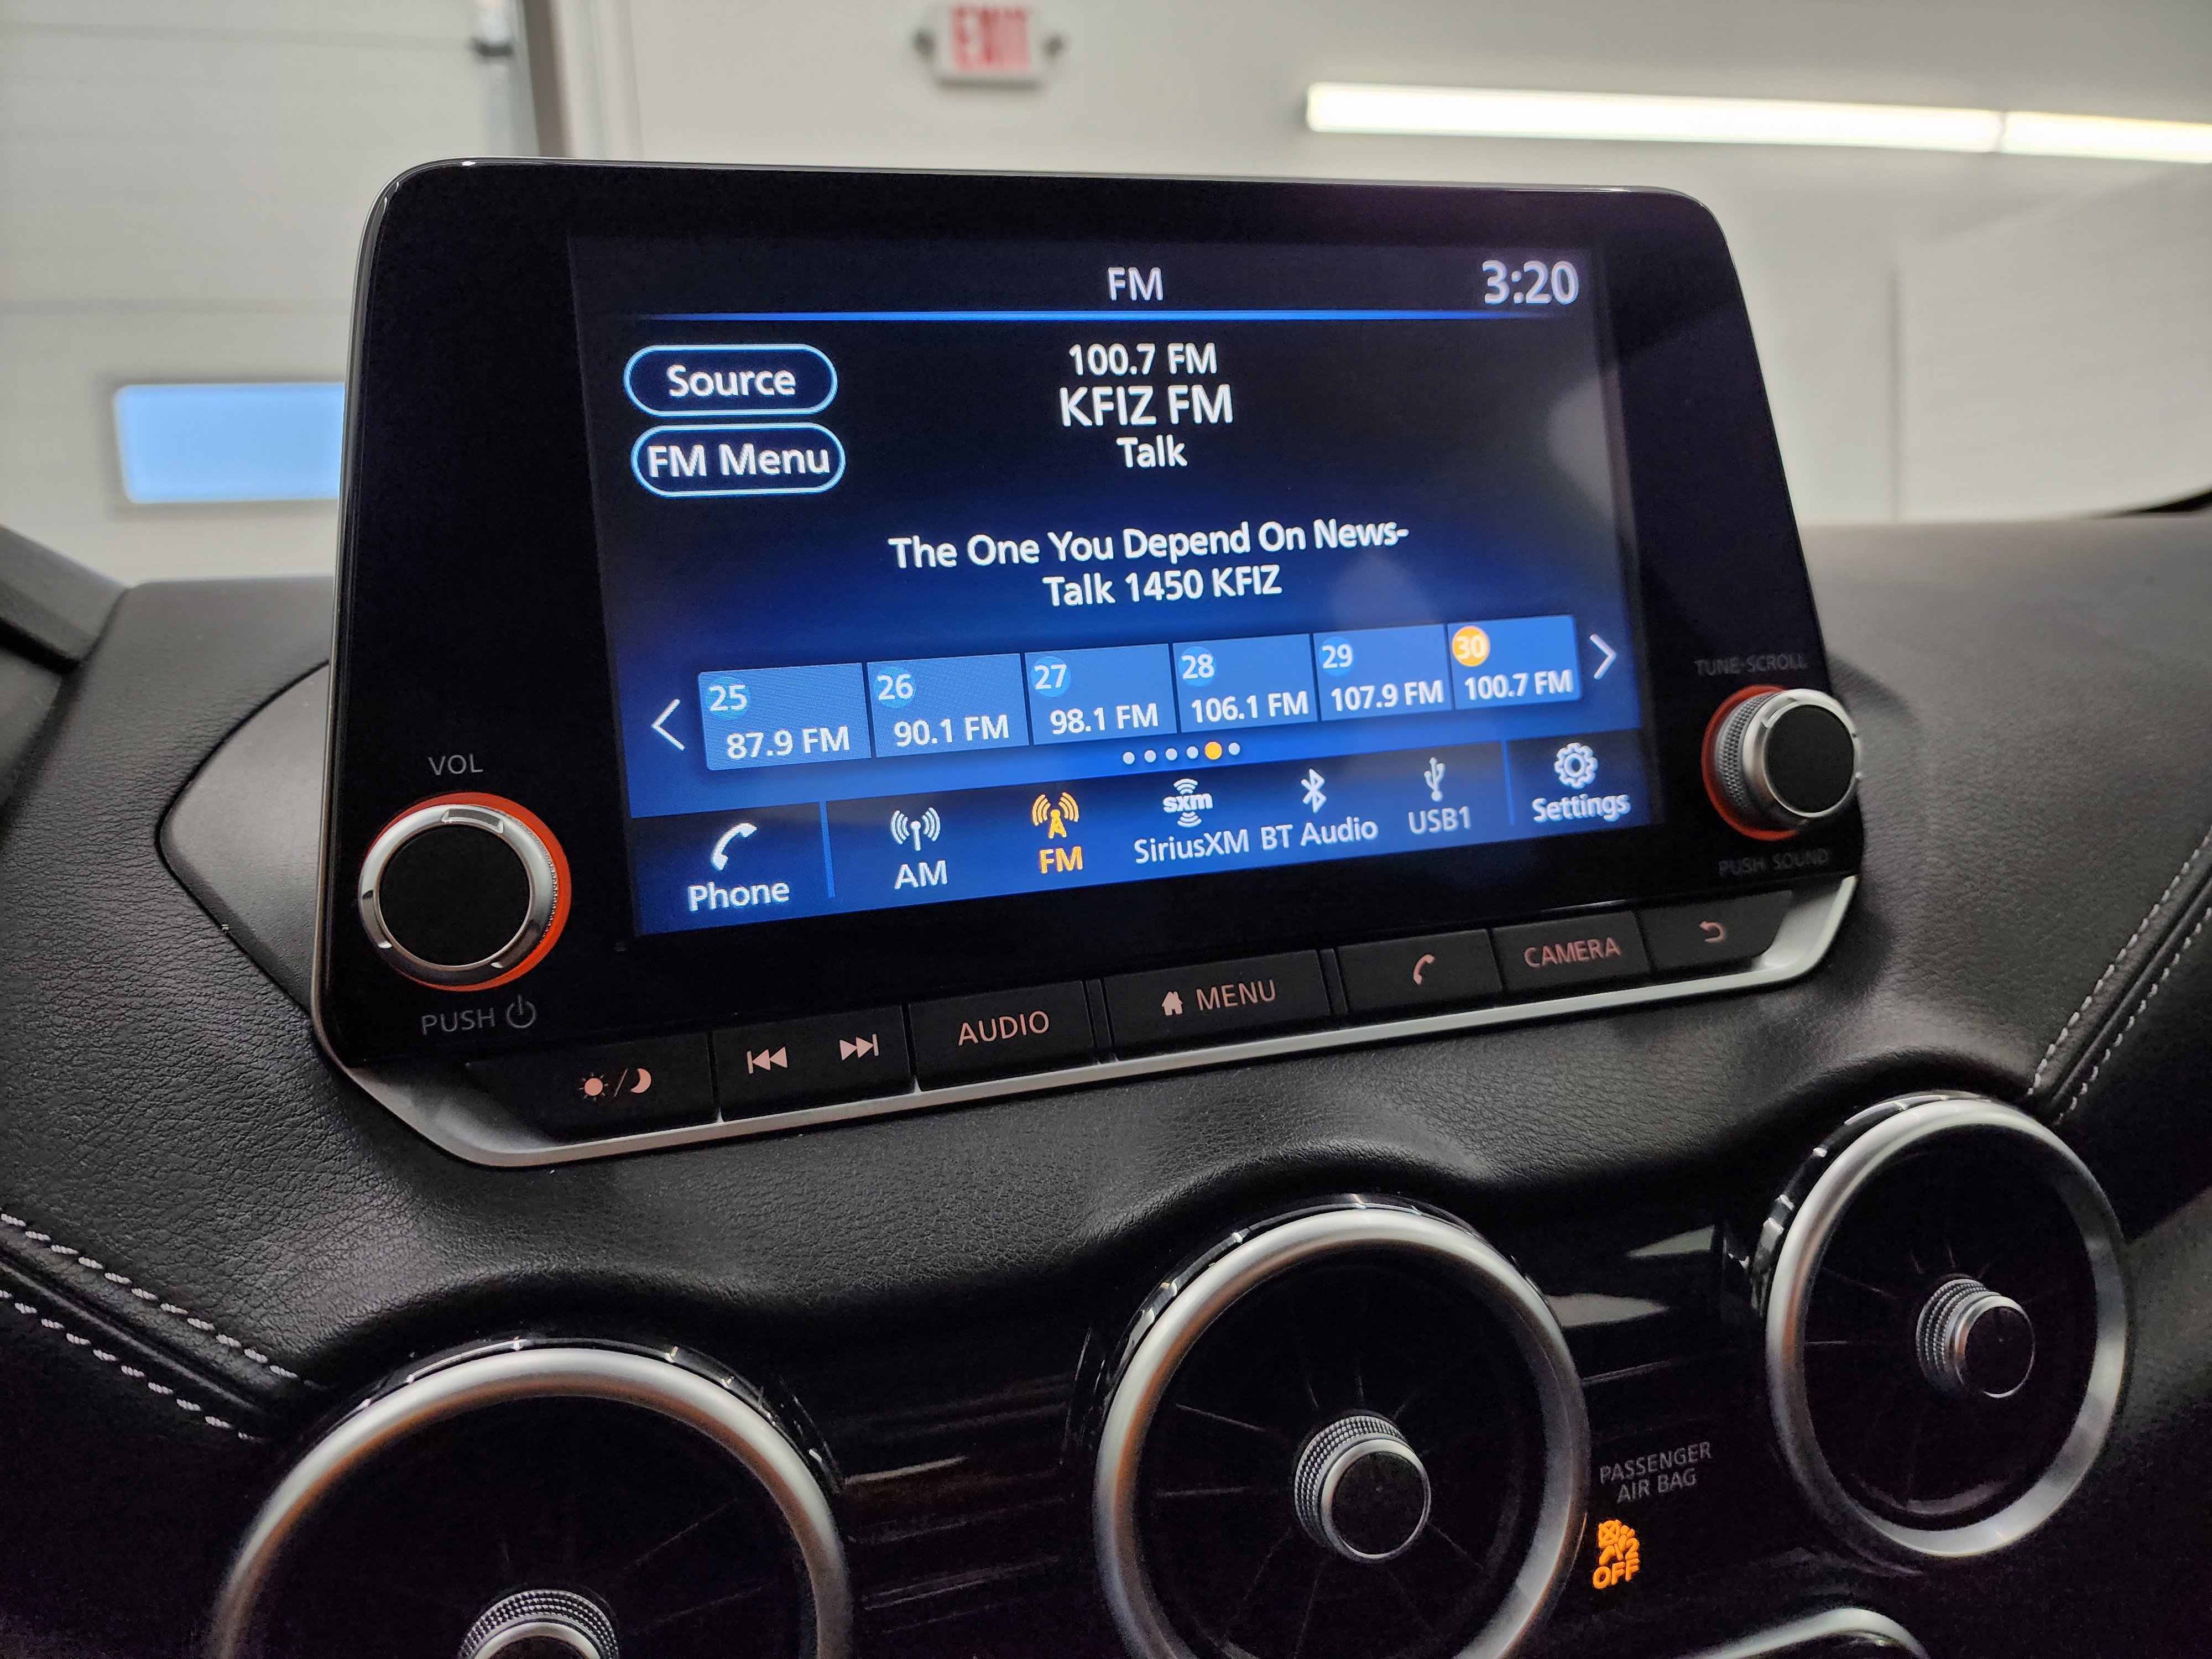 EXIT
FM
3:20
Source
FM Menu
100.7 FM
KFIZ FM
Talk
The One You Depend On News-
Talk 1450 KFIZ
25
87.9 FM
26
90.1 FM
27
98.1 FM
28
106.1 FM
29
107.9 FM
30
100.7 FM
Phone
AM
FM
sxm
SiriusXM
BT Audio
USB1
Settings
VOL
PUSH
TUNE·SCROLL
PUSH SOUND
AUDIO
MENU
CAMERA
PASSENGER
AIR BAG
2
OFF